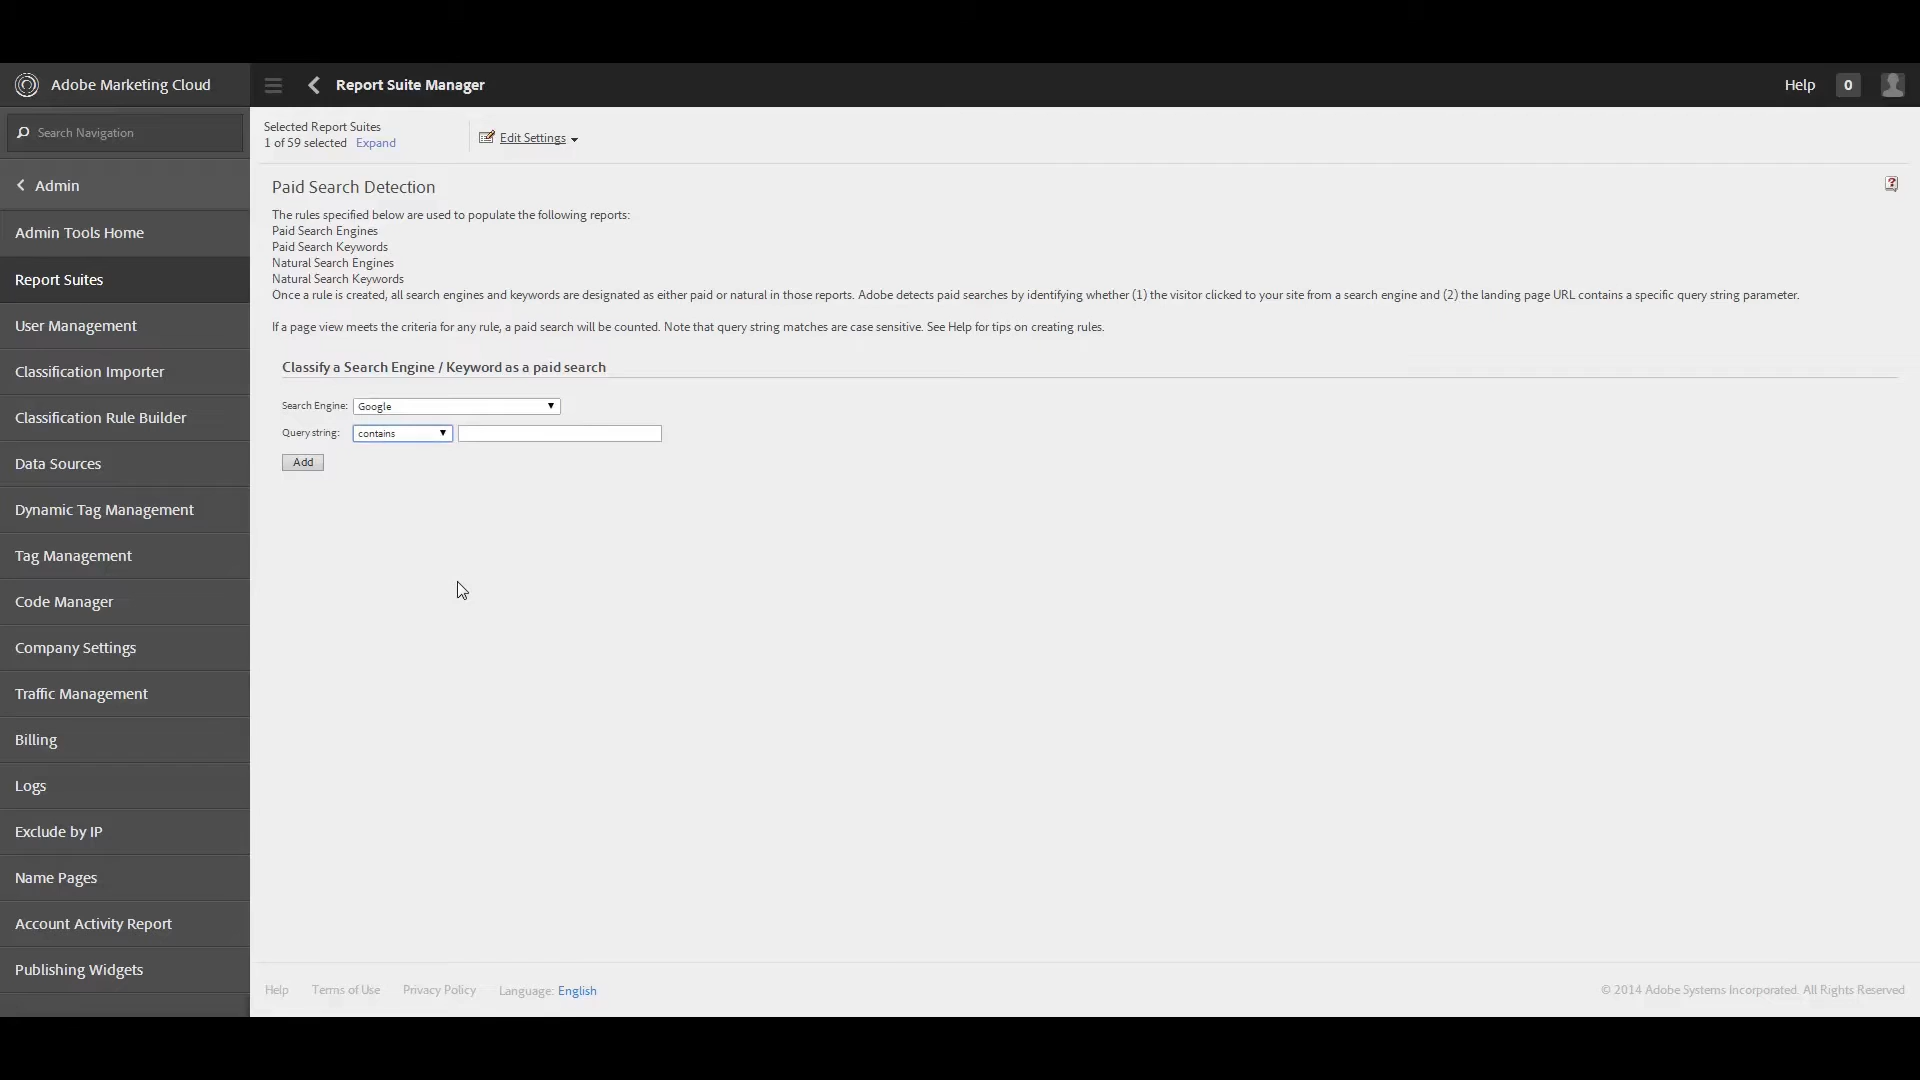 Adobe Marketing Cloud
Report Suite Manager
Help
0
Search Navigation
Admin
Admin Tools Home
Report Suites
User Management
Classification Importer
Classification Rule Builder
Data Sources
Dynamic Tag Management
Tag Management
Code Manager
Company Settings
Traffic Management
Billing
Logs
Exclude by IP
Name Pages
Account Activity Report
Publishing Widgets
Selected Report Suites
1 of 59 selected Expand
Edit Settings
Paid Search Detection
?
The rules specified below are used to populate the following reports:
Paid Search Engines
Paid Search Keywords
Natural Search Engines
Natural Search Keywords
Once a rule is created, all search engines and keywords are designated as either paid or natural in those reports. Adobe detects paid searches by identifying whether (1) the visitor clicked to your site from a search engine and (2) the landing page URL contains a specific query string parameter.
If a page view meets the criteria for any rule, a paid search will be counted. Note that query string matches are case sensitive. See Help for tips on creating rules.
Classify a Search Engine / Keyword as a paid search
Search Engine: Google
Query string: contains
Add
Help Terms of Use Privacy Policy Language: English
© 2014 Adobe Systems Incorporated. All Rights Reserved